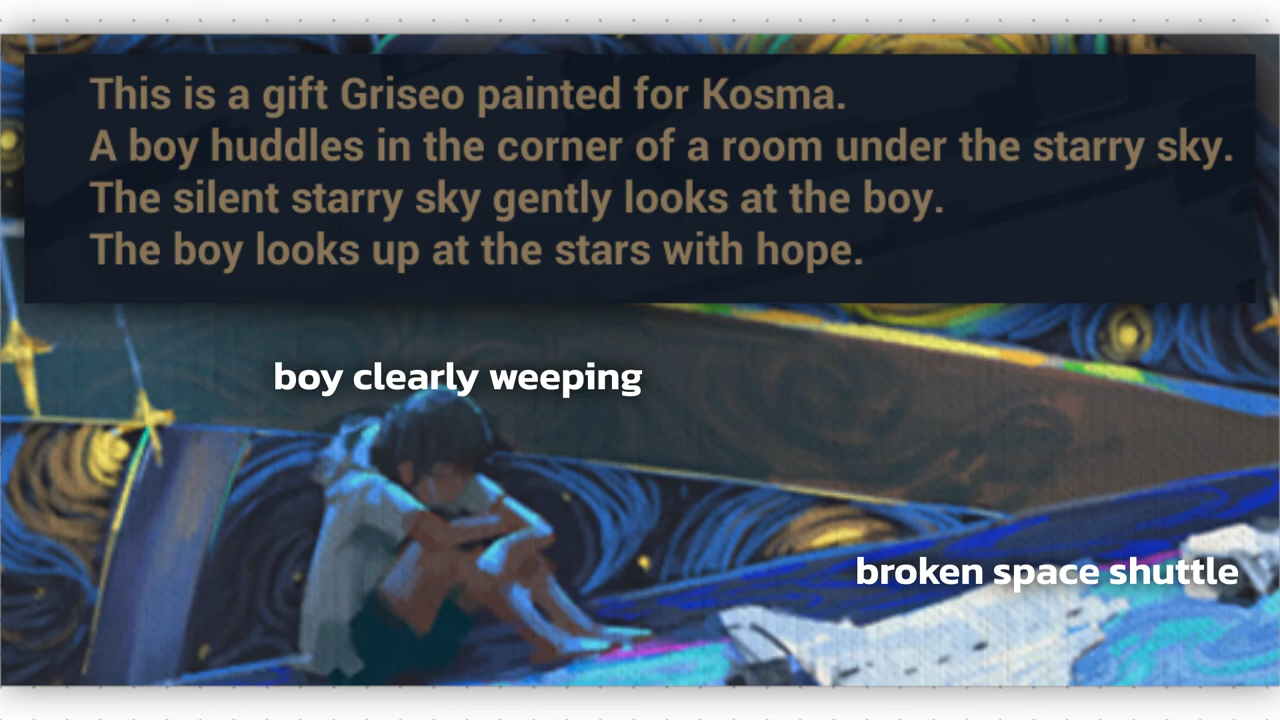 This is a gift Griseo painted for Kosma.
A boy huddles in the corner of a room under the starry sky.
The silent starry sky gently looks at the boy.
The boy looks up at the stars with hope.
boy clearly weeping
broken space shuttle